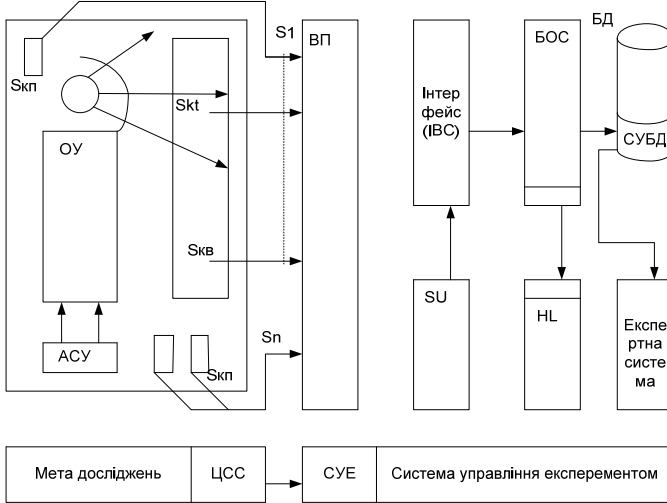 S1
ВП
БОС
БД
Sкп
Skt
Інтер
фейс
(ІВС)
СУБД
ОУ
Sкв
SU
HL
Експе
ртна
систе
ма
Sn
АСУ
Sкп
Мета досліджень
ЦСС
СУЕ
Система управління експерементом